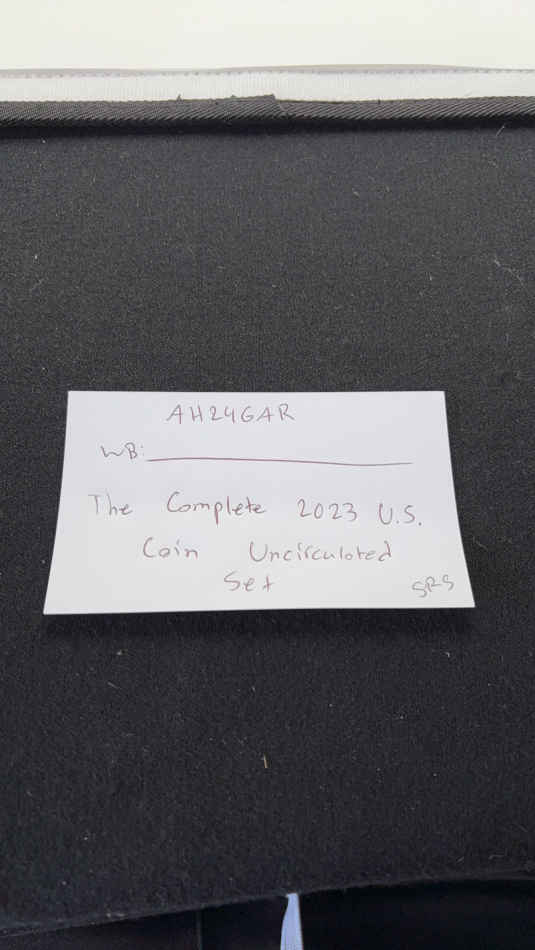 AH24GAR
WB:
The Complete 2023 U.S.
Coin Uncirculated
Set
SRS